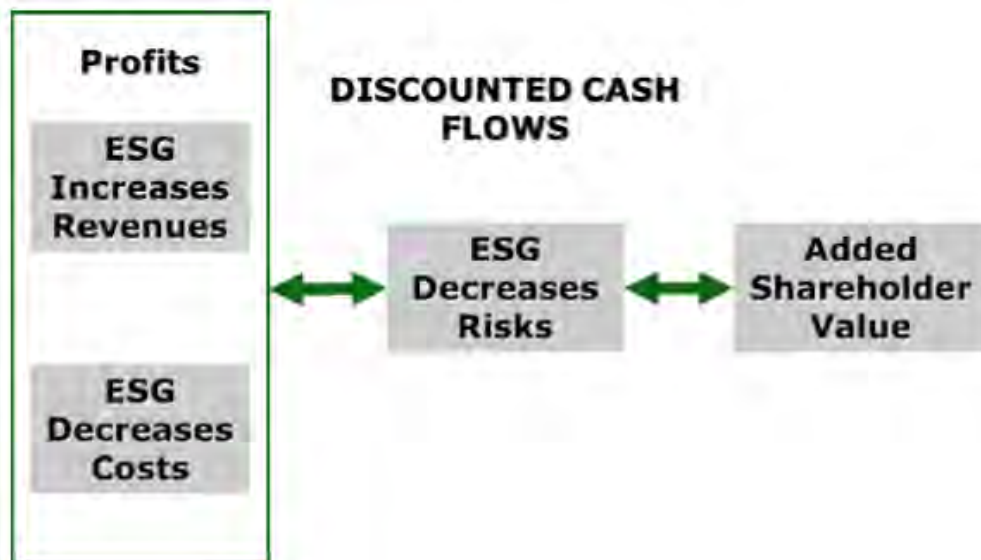 Profits
DISCOUNTED CASH
FLOWS
ESG
Increases
Revenues
ESG
Decreases
Risks
Added
Shareholder
Value
ESG
Decreases
Costs